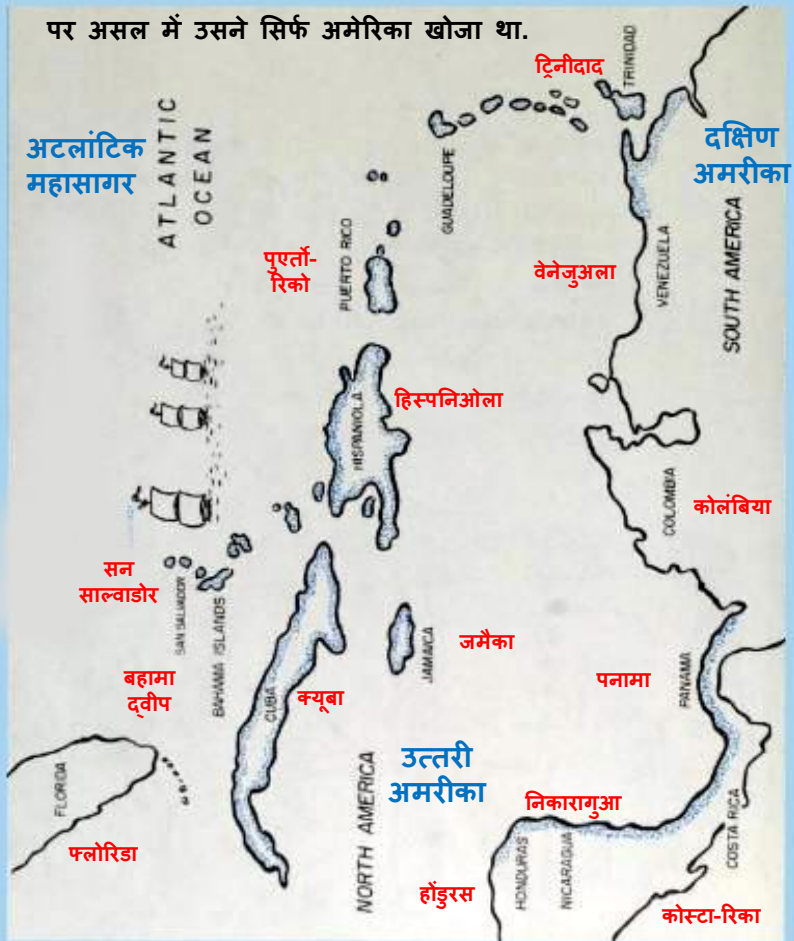 पर असल में उसने सिर्फ अमेरिका खोजा था.
ट्रिनीदाद
TRINIDAD
अटलांटिक
महासागर
ATLANTIC
OCEAN
GUADELOUPE
दक्षिण
अमरीका
SOUTH AMERICA
पुएर्तो-
रिको
PUERTO RICO
वेनेजुअला
VENEZUELA
हिस्पनिओला
HISPANIOLA
COLOMBIA
कोलंबिया
सन
साल्वाडोर
SAN SALVADOR
बहामा
द्वीप
BAHAMA ISLANDS
CUBA
क्यूबा
JAMAICA
जमैका
पनामा
PANAMA
FLORIDA
फ्लोरिडा
NORTH AMERICA
उत्तरी
अमरीका
निकारागुआ
NICARAGUA
होंडुरस
HONDURAS
COSTA RICA
कोस्टा-रिका